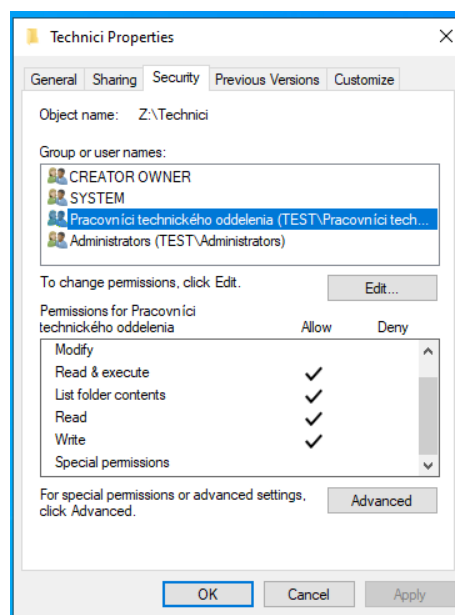 Technici Properties
General Sharing Security Previous Versions Customize
Object name: Z:\Technici
Group or user names:
CREATOR OWNER
SYSTEM
Pracovníci technického oddelenia (TEST\Pracovníci tech...
Administrators (TEST\Administrators)
To change permissions, click Edit.
Edit...
Permissions for Pracovníci
technického oddelenia Allow Deny
Modify
Read & execute
List folder contents
Read
Write
Special permissions
For special permissions or advanced settings,
click Advanced.
Advanced
OK Cancel Apply